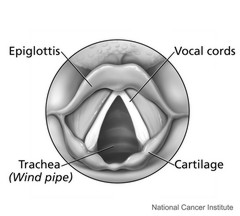 Epiglottis
Vocal cords
Trachea
(Wind pipe)
Cartilage
National Cancer Institute